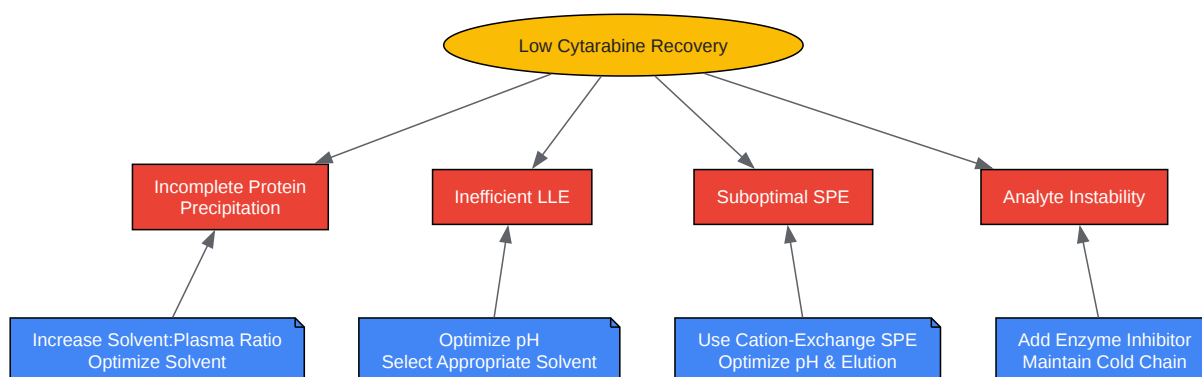 Low Cytarabine Recovery
Incomplete Protein
Precipitation
Inefficient LLE
Suboptimal SPE
Analyte Instability
Increase Solvent:Plasma Ratio
Optimize Solvent
Optimize pH
Select Appropriate Solvent
Use Cation-Exchange SPE
Optimize pH & Elution
Add Enzyme Inhibitor
Maintain Cold Chain